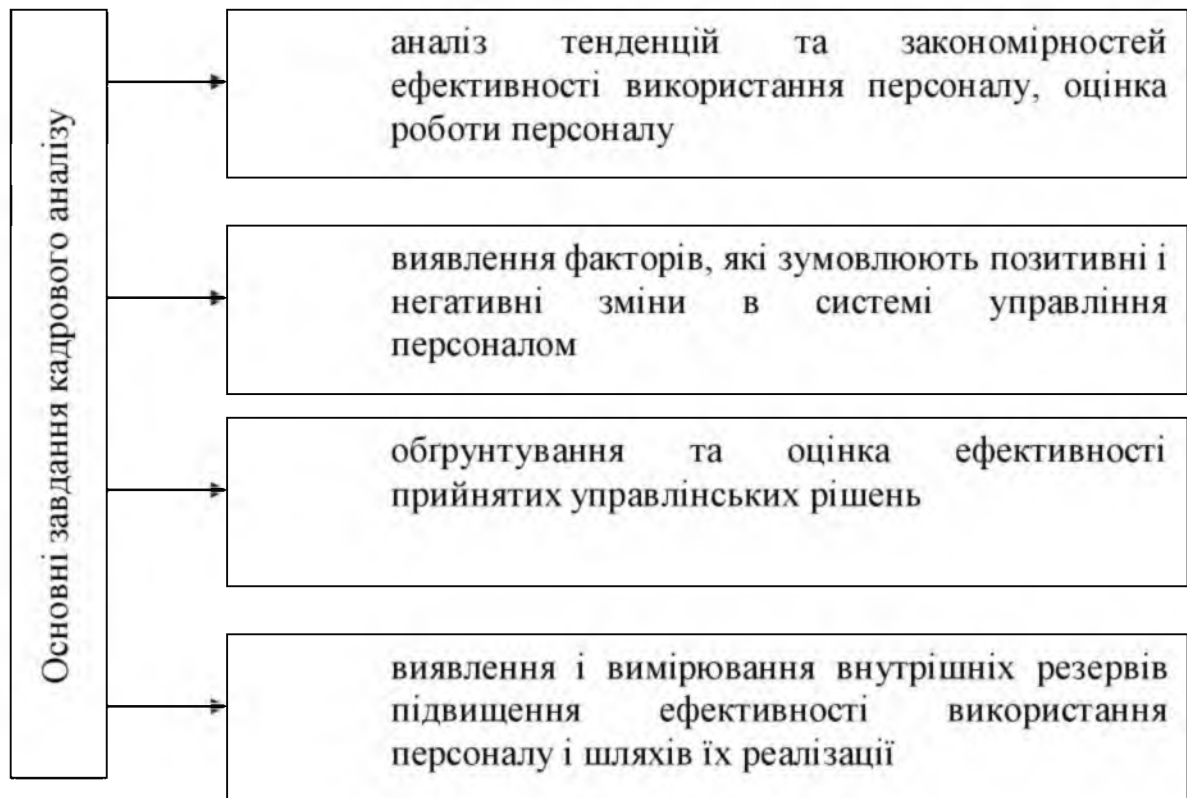 Основні завдання кадрового аналізу
аналіз тенденцій та закономірностей
ефективності використання персоналу, оцінка
роботи персоналу
виявлення факторів, які зумовлюють позитивні і
негативні зміни в системі управління
персоналом
обґрунтування та оцінка ефективності
прийнятих управлінських рішень
виявлення і вимірювання внутрішніх резервів
підвищення ефективності використання
персоналу і шляхів їх реалізації